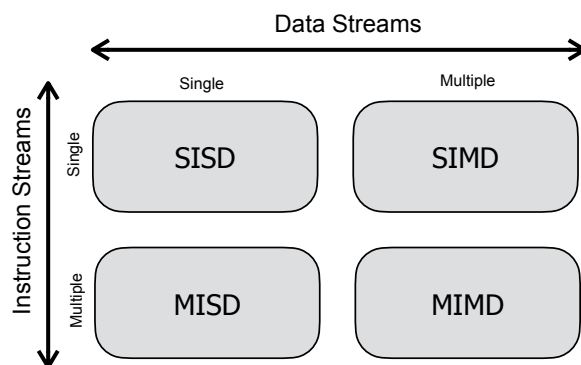 Data Streams
Single Multiple
Instruction Streams
Single
SISD SIMD
Multiple
MISD MIMD